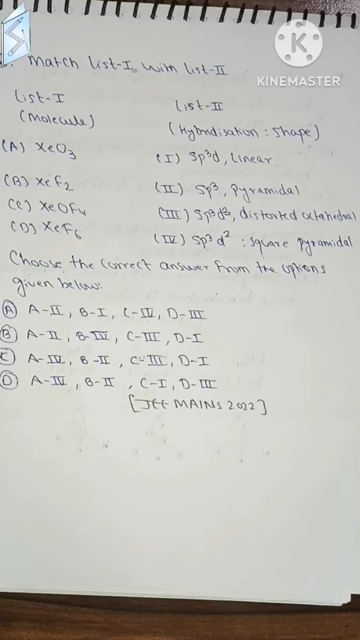 KINEMASTER
Match List-I, with List-II
List-I
(Molecule)
List-II
(Hybridisation : shape)
(A) XeO3
(I) Sp³d, Linear
(B) XeF2
(II) Sp³, Pyramidal
(C) XeOF4
(III) Sp³d³, distorted octahedral
(D) XeF6
(IV) Sp³d² : square pyramidal
Choose the correct answer from the options
given below:
(A) A-II, B-I, C-IV, D-III
(B) A-II, B-IV, C-III, D-I
(C) A-IV, B-II, C-III, D-I
(D) A-IV, B-II, C-I, D-III
[JEE MAINS 2022]